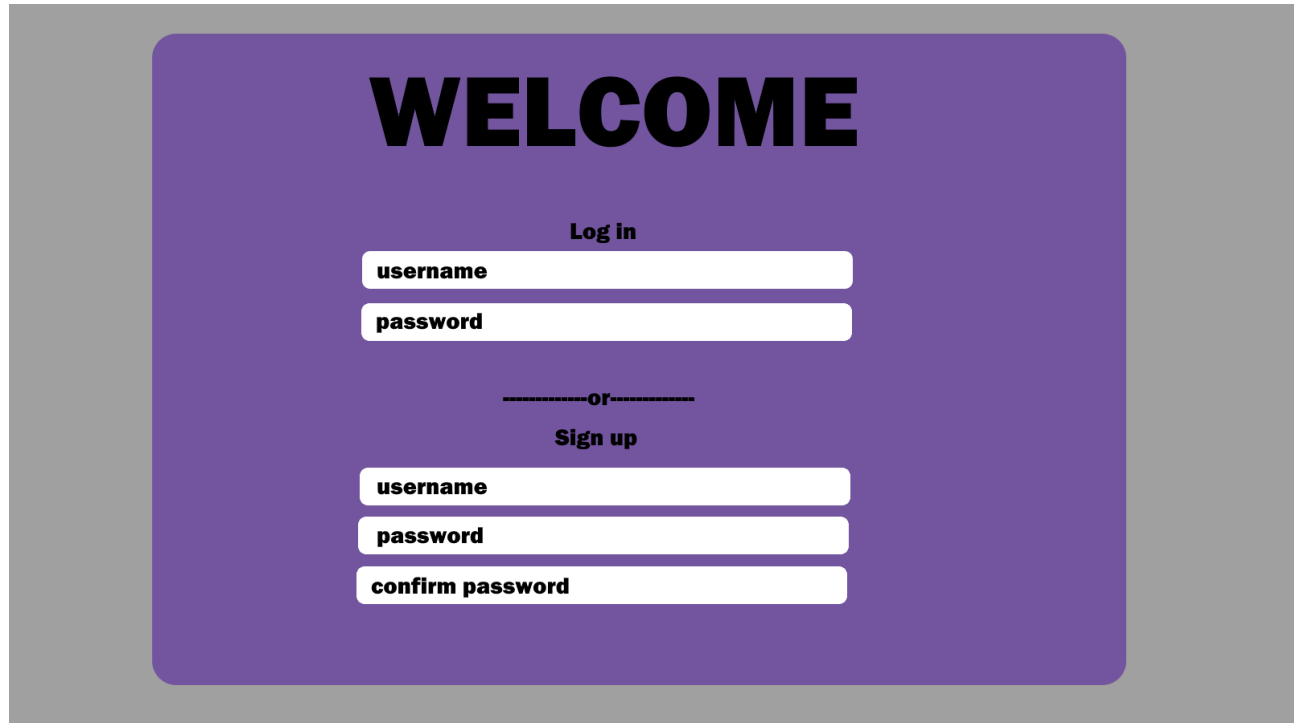 WELCOME
Log in
username
password
-------------or-------------
Sign up
username
password
confirm password